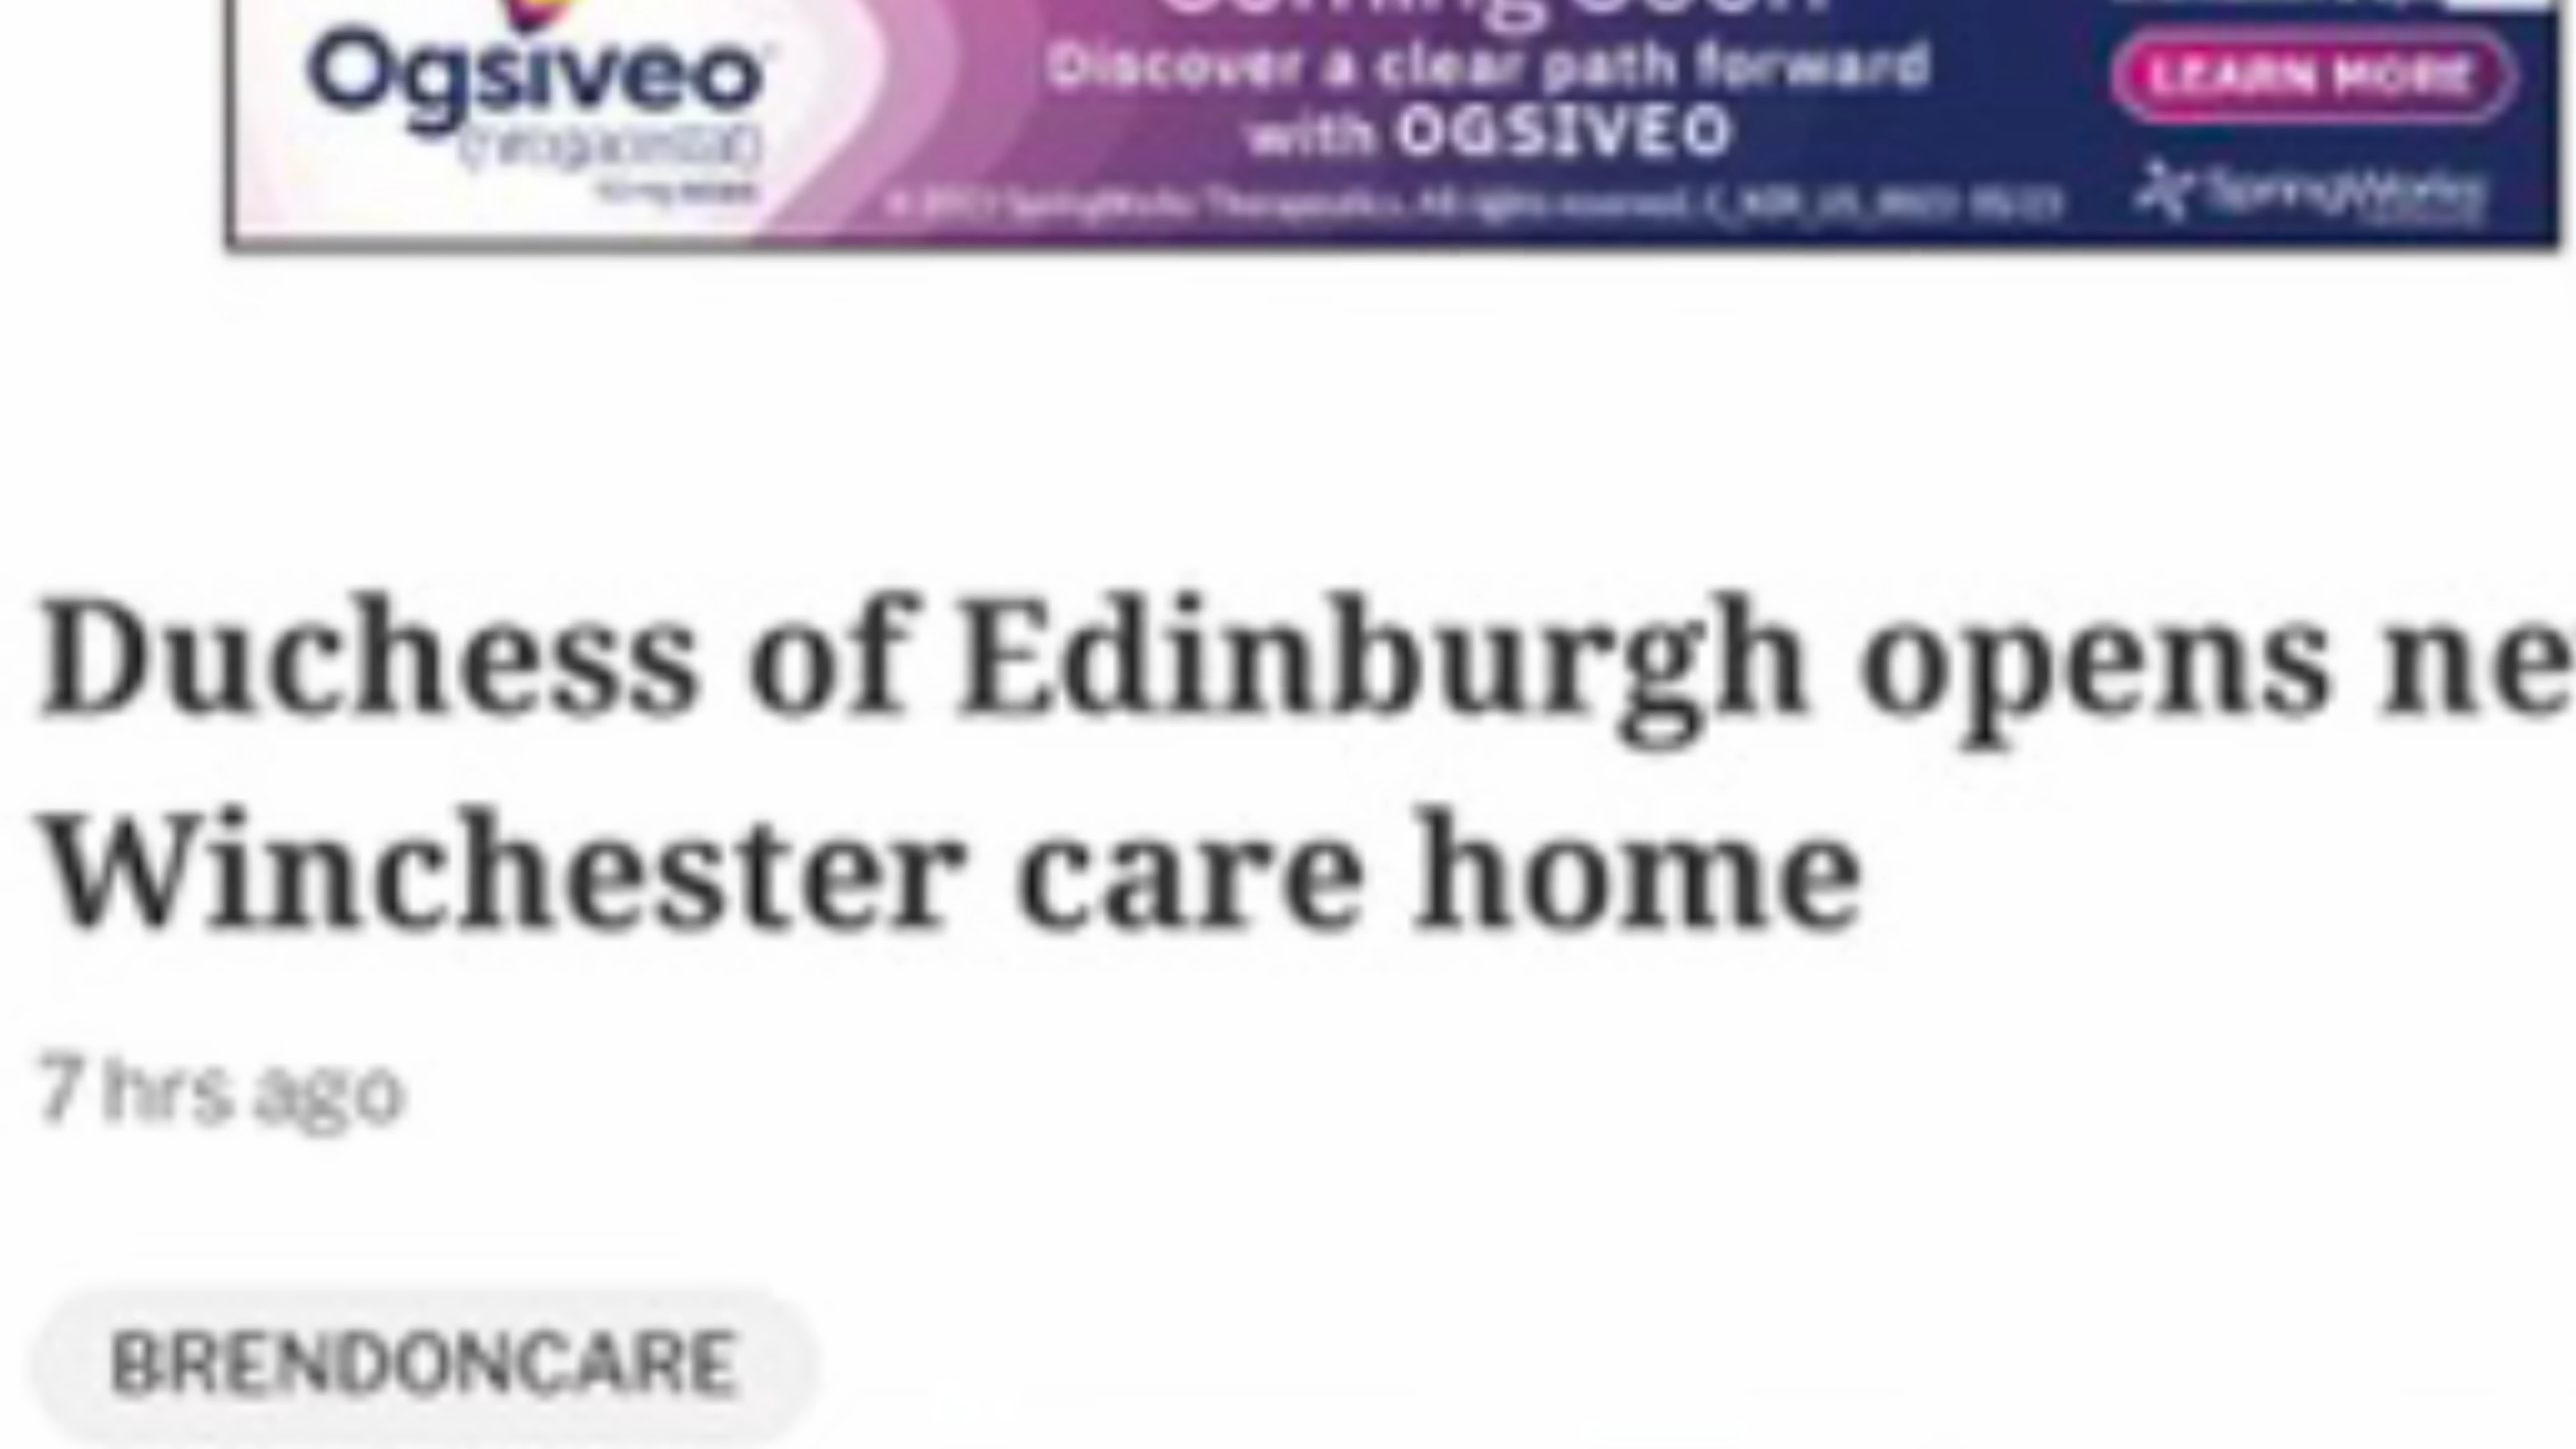 Ogsiveo
Discover a clear path forward
with OGSIVEO
LEARN MORE
SpringWorks
Duchess of Edinburgh opens ne
Winchester care home
7 hrs ago
BRENDONCARE